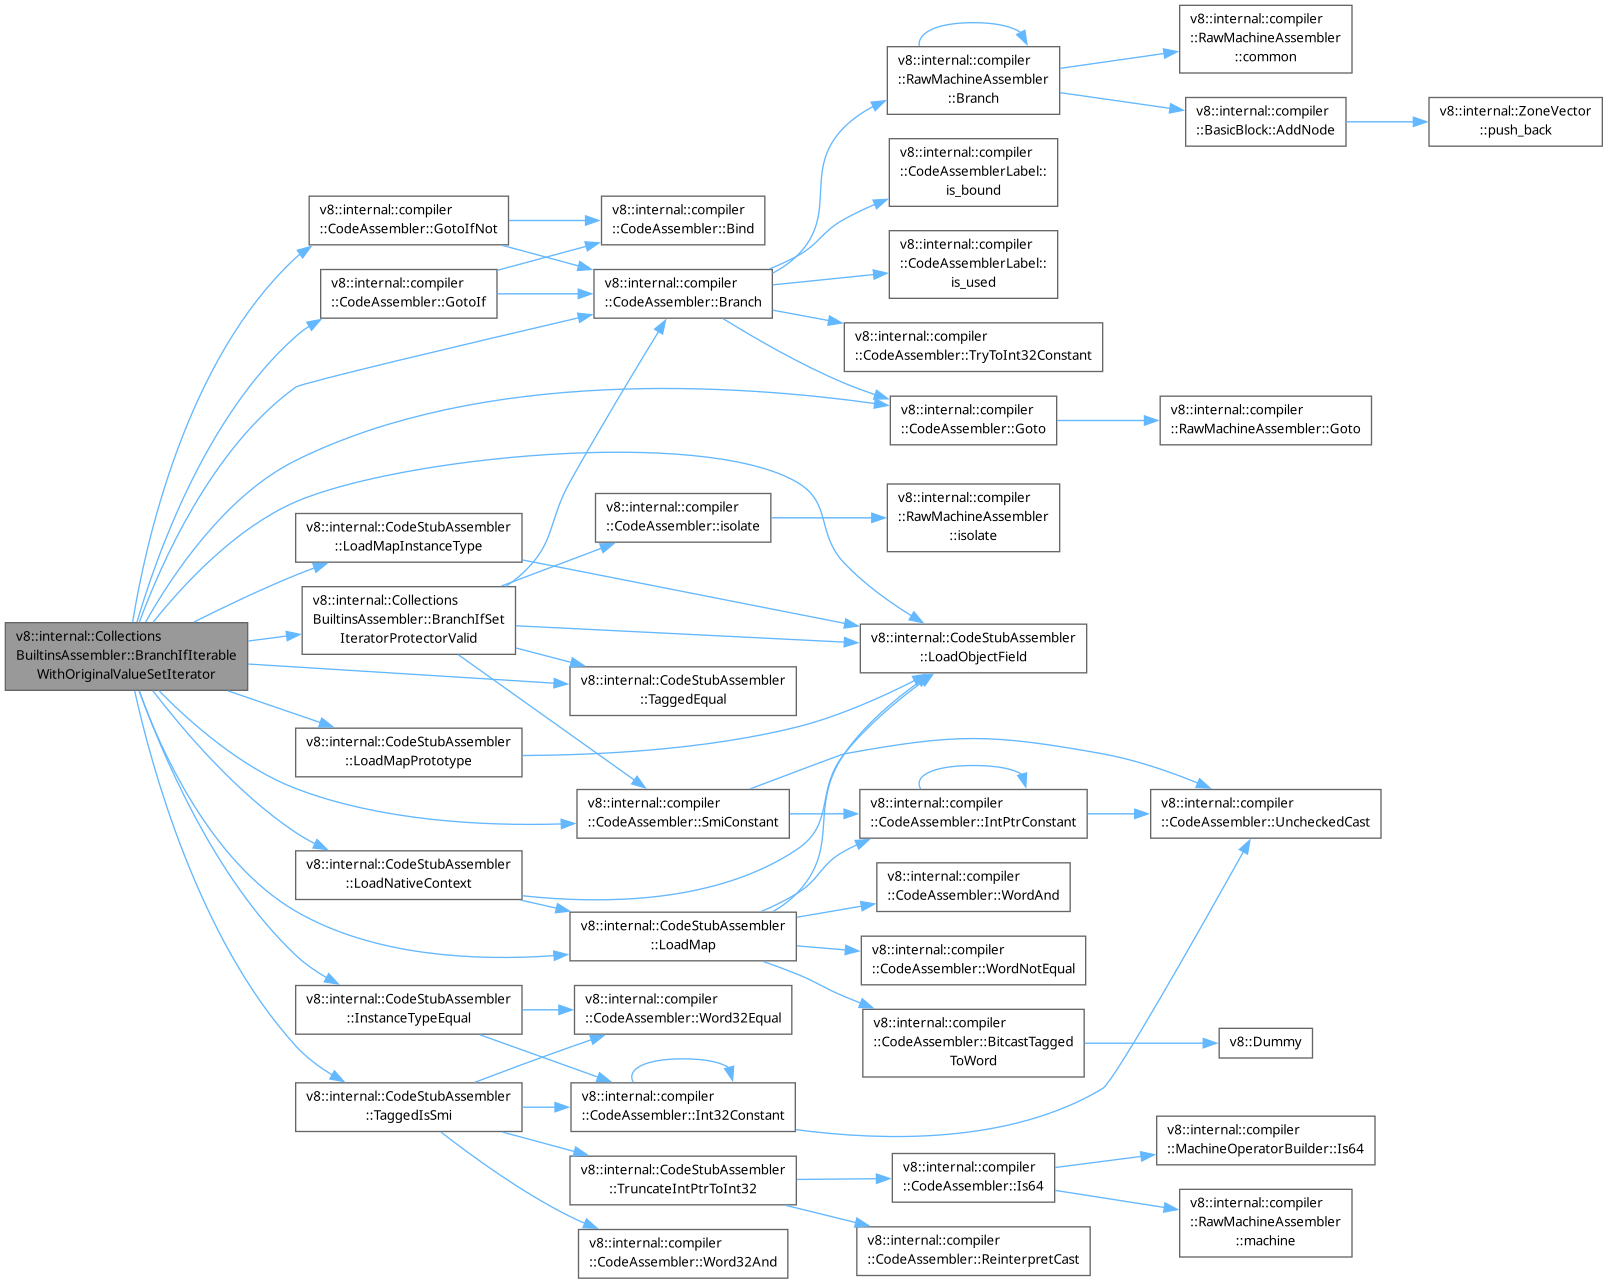 v8::internal::Collections
BuiltinsAssembler::BranchIfIterable
WithOriginalValueSetIterator
v8::internal::compiler
::CodeAssembler::GotoIfNot
v8::internal::compiler
::CodeAssembler::GotoIf
v8::internal::CodeStubAssembler
::LoadMapInstanceType
v8::internal::Collections
BuiltinsAssembler::BranchIfSet
IteratorProtectorValid
v8::internal::CodeStubAssembler
::LoadMapPrototype
v8::internal::CodeStubAssembler
::LoadNativeContext
v8::internal::CodeStubAssembler
::InstanceTypeEqual
v8::internal::CodeStubAssembler
::TaggedIsSmi
v8::internal::compiler
::CodeAssembler::Bind
v8::internal::compiler
::CodeAssembler::Branch
v8::internal::compiler
::CodeAssembler::isolate
v8::internal::CodeStubAssembler
::TaggedEqual
v8::internal::compiler
::CodeAssembler::SmiConstant
v8::internal::CodeStubAssembler
::LoadMap
v8::internal::compiler
::CodeAssembler::Word32Equal
v8::internal::compiler
::CodeAssembler::Int32Constant
v8::internal::CodeStubAssembler
::TruncateIntPtrToInt32
v8::internal::compiler
::CodeAssembler::Word32And
v8::internal::compiler
::RawMachineAssembler
::Branch
v8::internal::compiler
::CodeAssemblerLabel::
is_bound
v8::internal::compiler
::CodeAssemblerLabel::
is_used
v8::internal::compiler
::CodeAssembler::TryToInt32Constant
v8::internal::compiler
::CodeAssembler::Goto
v8::internal::compiler
::RawMachineAssembler
::isolate
v8::internal::CodeStubAssembler
::LoadObjectField
v8::internal::compiler
::CodeAssembler::IntPtrConstant
v8::internal::compiler
::CodeAssembler::WordAnd
v8::internal::compiler
::CodeAssembler::WordNotEqual
v8::internal::compiler
::CodeAssembler::BitcastTagged
ToWord
v8::internal::compiler
::CodeAssembler::Is64
v8::internal::compiler
::CodeAssembler::ReinterpretCast
v8::internal::compiler
::RawMachineAssembler
::common
v8::internal::compiler
::BasicBlock::AddNode
v8::internal::compiler
::RawMachineAssembler::Goto
v8::internal::compiler
::CodeAssembler::UncheckedCast
v8::Dummy
v8::internal::compiler
::MachineOperatorBuilder::Is64
v8::internal::compiler
::RawMachineAssembler
::machine
v8::internal::ZoneVector
::push_back